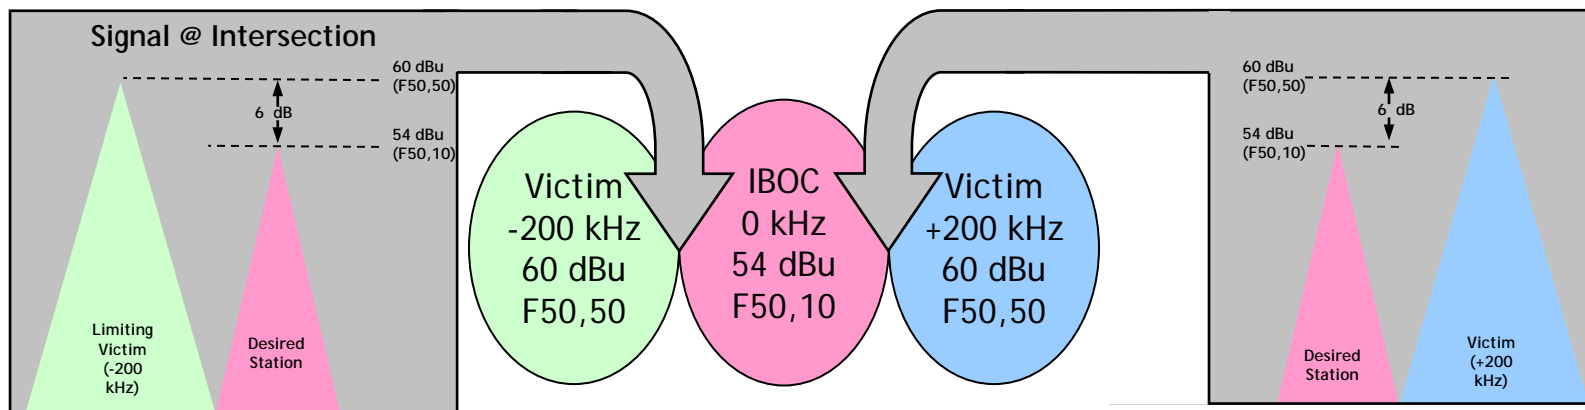 Signal @ Intersection
60 dBu
(F50,50)
6 dB
54 dBu
(F50,10)
Limiting
Victim
(-200
kHz)
Desired
Station
Victim
-200 kHz
60 dBu
F50,50
IBOC
0 kHz
54 dBu
F50,10
Victim
+200 kHz
60 dBu
F50,50
60 dBu
(F50,50)
6 dB
54 dBu
(F50,10)
Desired
Station
Victim
(+200
kHz)